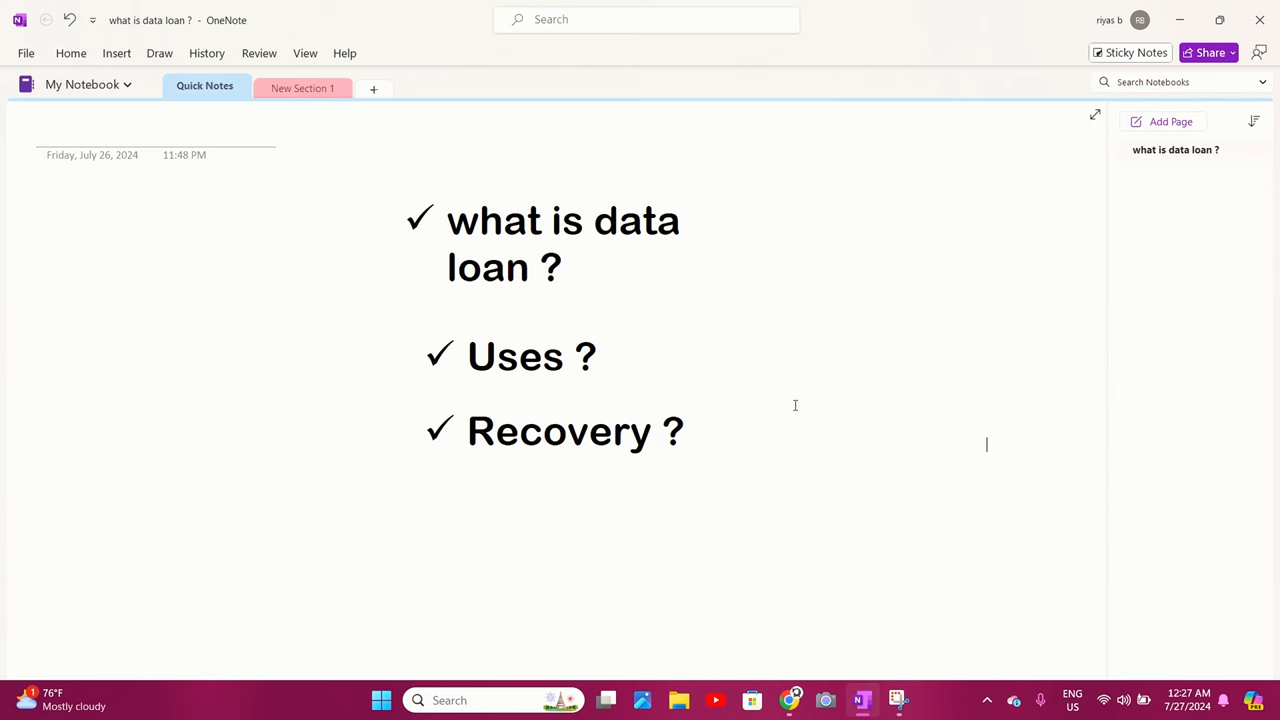 what is data loan ? - OneNote
Search
riyas b
RB
File Home Insert Draw History Review View Help
Sticky Notes
Share
My Notebook
Quick Notes
New Section 1
Search Notebooks
Add Page
what is data loan ?
Friday, July 26, 2024 11:48 PM
✓ what is data
loan ?
✓ Uses ?
✓ Recovery ?
1
76°F
Mostly cloudy
Search
ENG
US
12:27 AM
7/27/2024